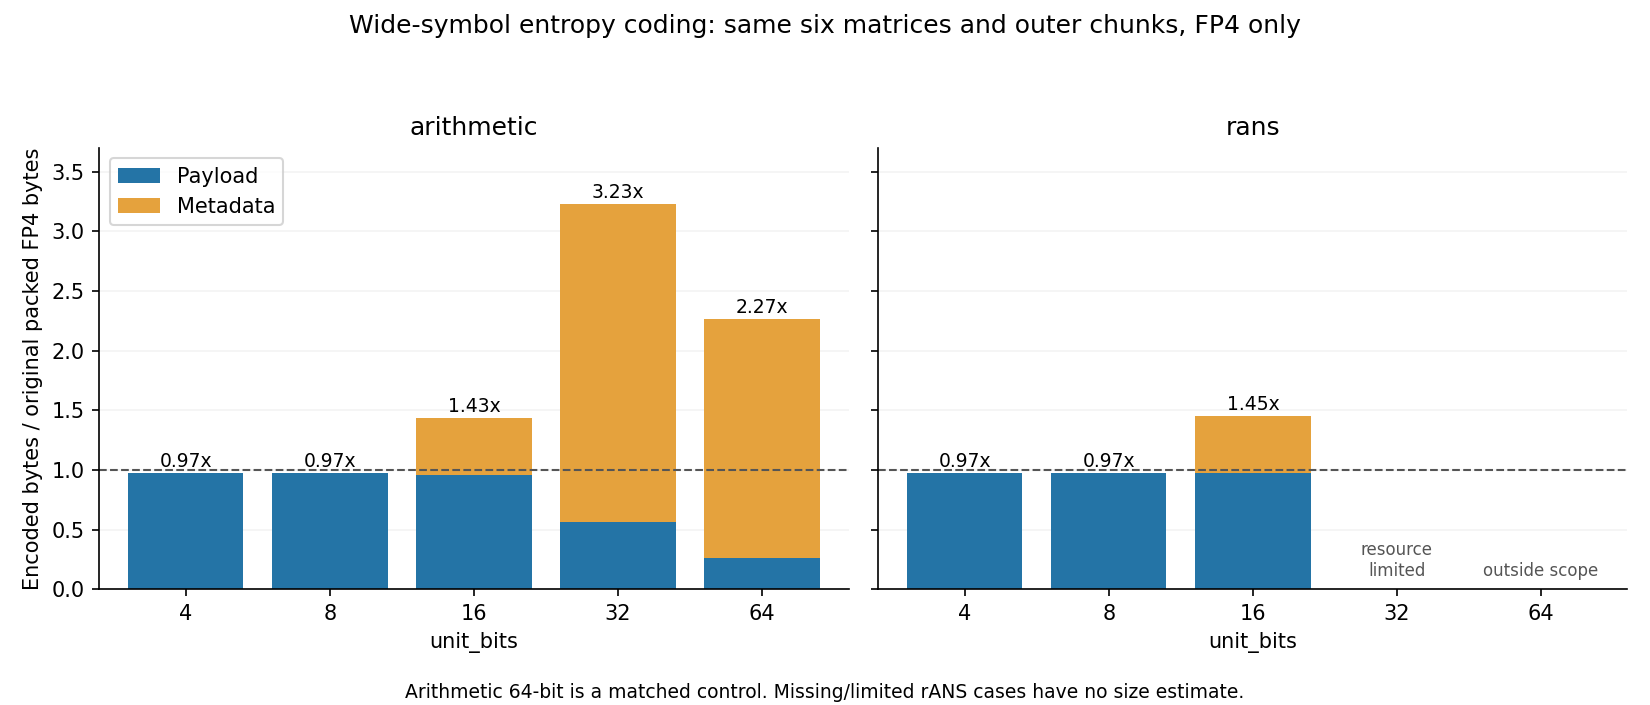 Wide-symbol entropy coding: same six matrices and outer chunks, FP4 only
arithmetic
Encoded bytes / original packed FP4 bytes
3.5
3.0
2.5
2.0
1.5
1.0
0.5
0.0
Payload
Metadata
0.97x
0.97x
1.43x
3.23x
2.27x
4
8
16
32
64
unit_bits
rans
0.97x
0.97x
1.45x
resource
limited
outside scope
4
8
16
32
64
unit_bits
Arithmetic 64-bit is a matched control. Missing/limited rANS cases have no size estimate.